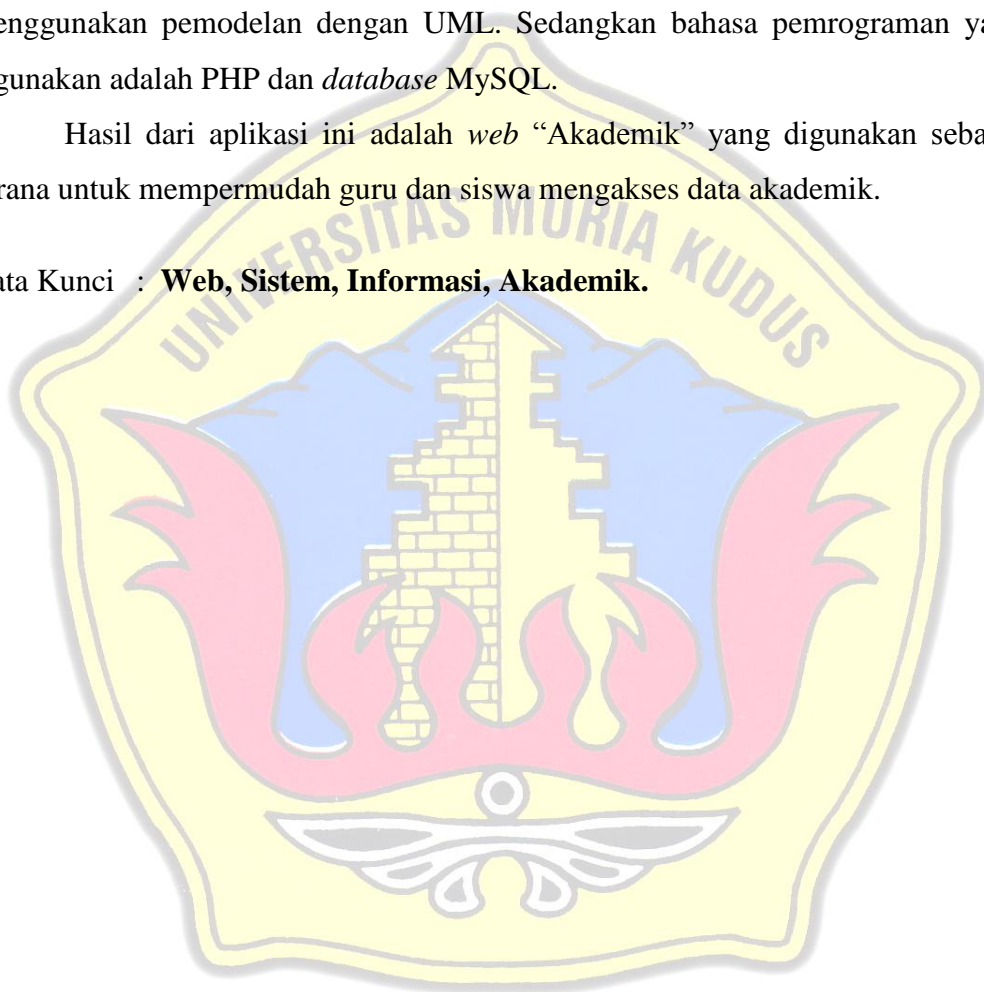 enggunakan pemodelan dengan UML. Sedangkan bahasa pemrograman ya
gunakan adalah PHP dan database MySQL.
Hasil dari aplikasi ini adalah web “Akademik” yang digunakan seba
rana untuk mempermudah guru dan siswa mengakses data akademik.
UNIVERSITAS MURIA KUDUS
ata Kunci : Web, Sistem, Informasi, Akademik.